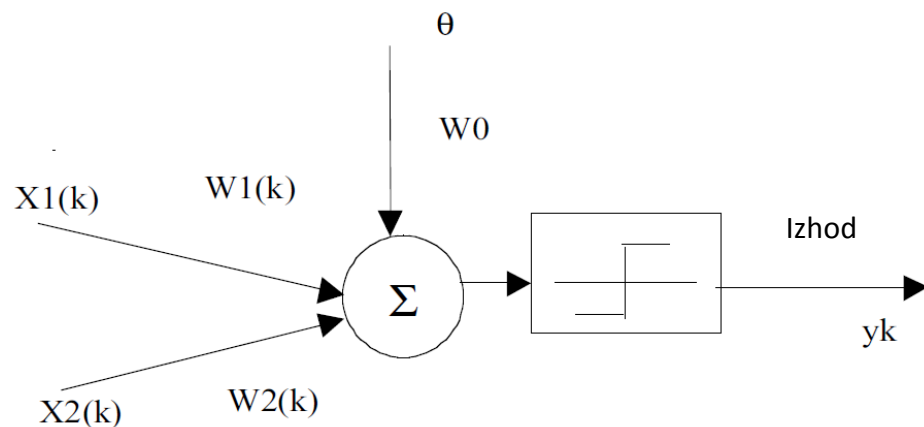 θ
W0
X1(k)
W1(k)
Σ
Izhod
yk
X2(k)
W2(k)